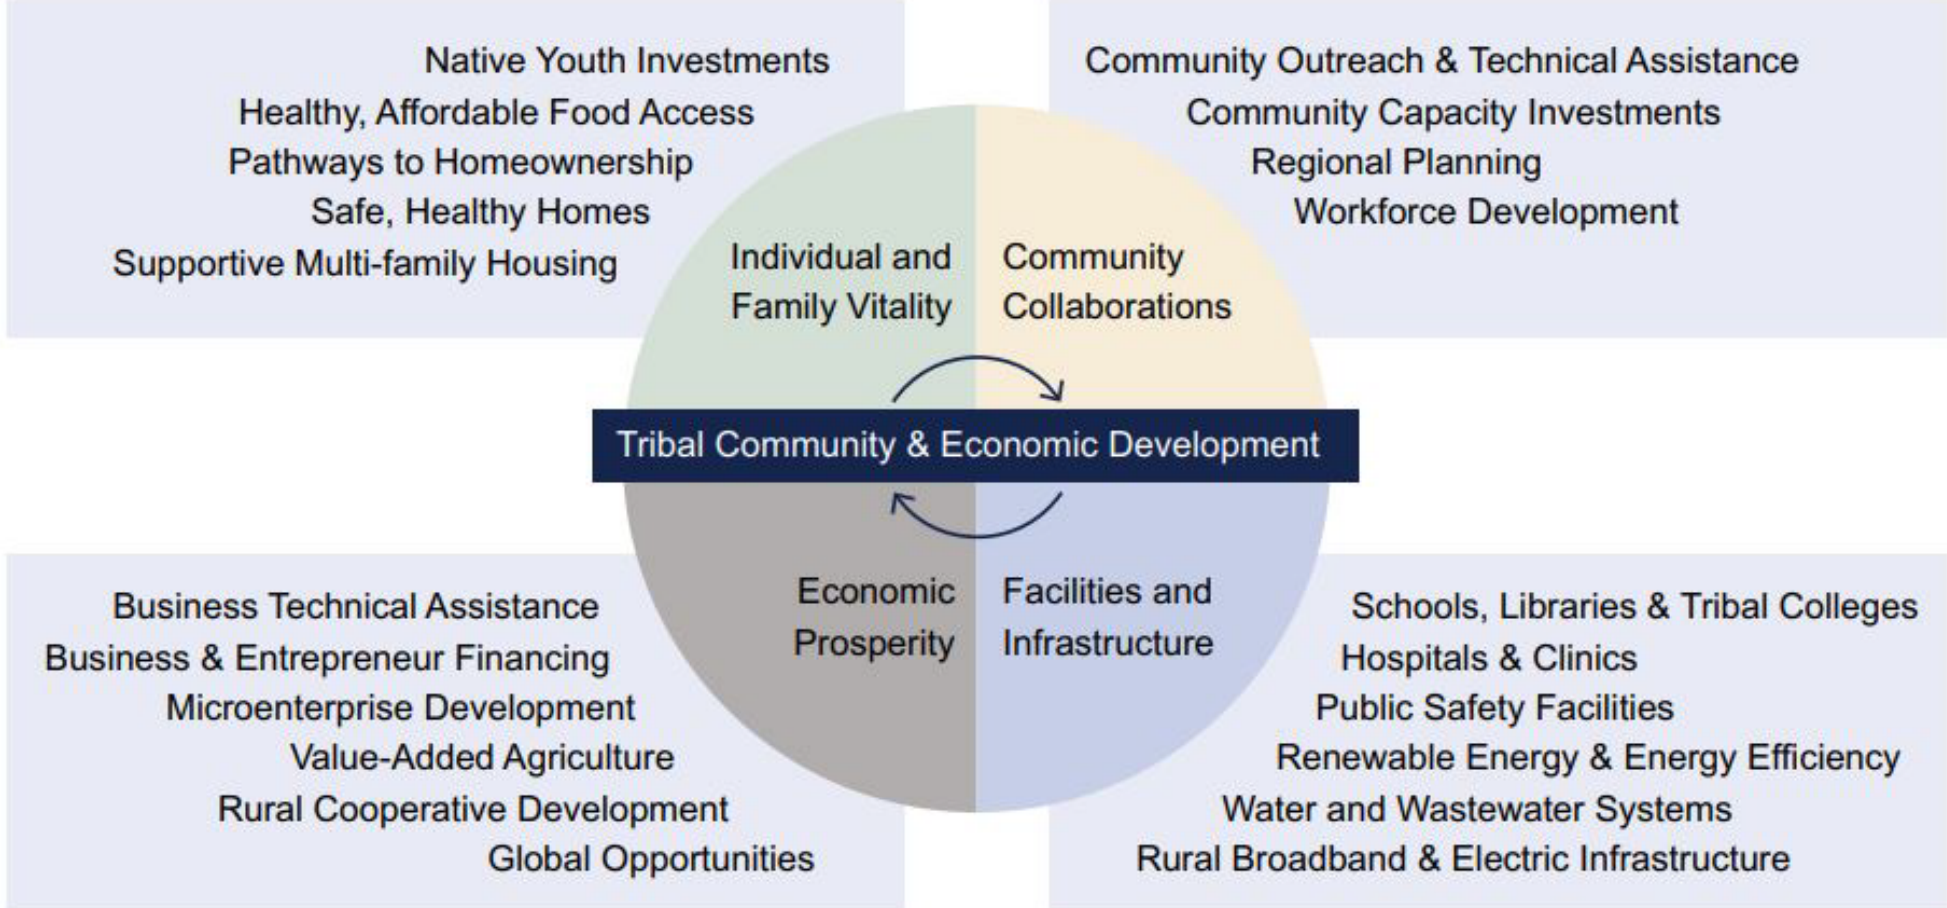 Native Youth Investments
Healthy, Affordable Food Access
Pathways to Homeownership
Safe, Healthy Homes
Supportive Multi-family Housing
Community Outreach & Technical Assistance
Community Capacity Investments
Regional Planning
Workforce Development
Individual and
Family Vitality
Community
Collaborations
Tribal Community & Economic Development
Economic
Prosperity
Facilities and
Infrastructure
Business Technical Assistance
Business & Entrepreneur Financing
Microenterprise Development
Value-Added Agriculture
Rural Cooperative Development
Global Opportunities
Schools, Libraries & Tribal Colleges
Hospitals & Clinics
Public Safety Facilities
Renewable Energy & Energy Efficiency
Water and Wastewater Systems
Rural Broadband & Electric Infrastructure